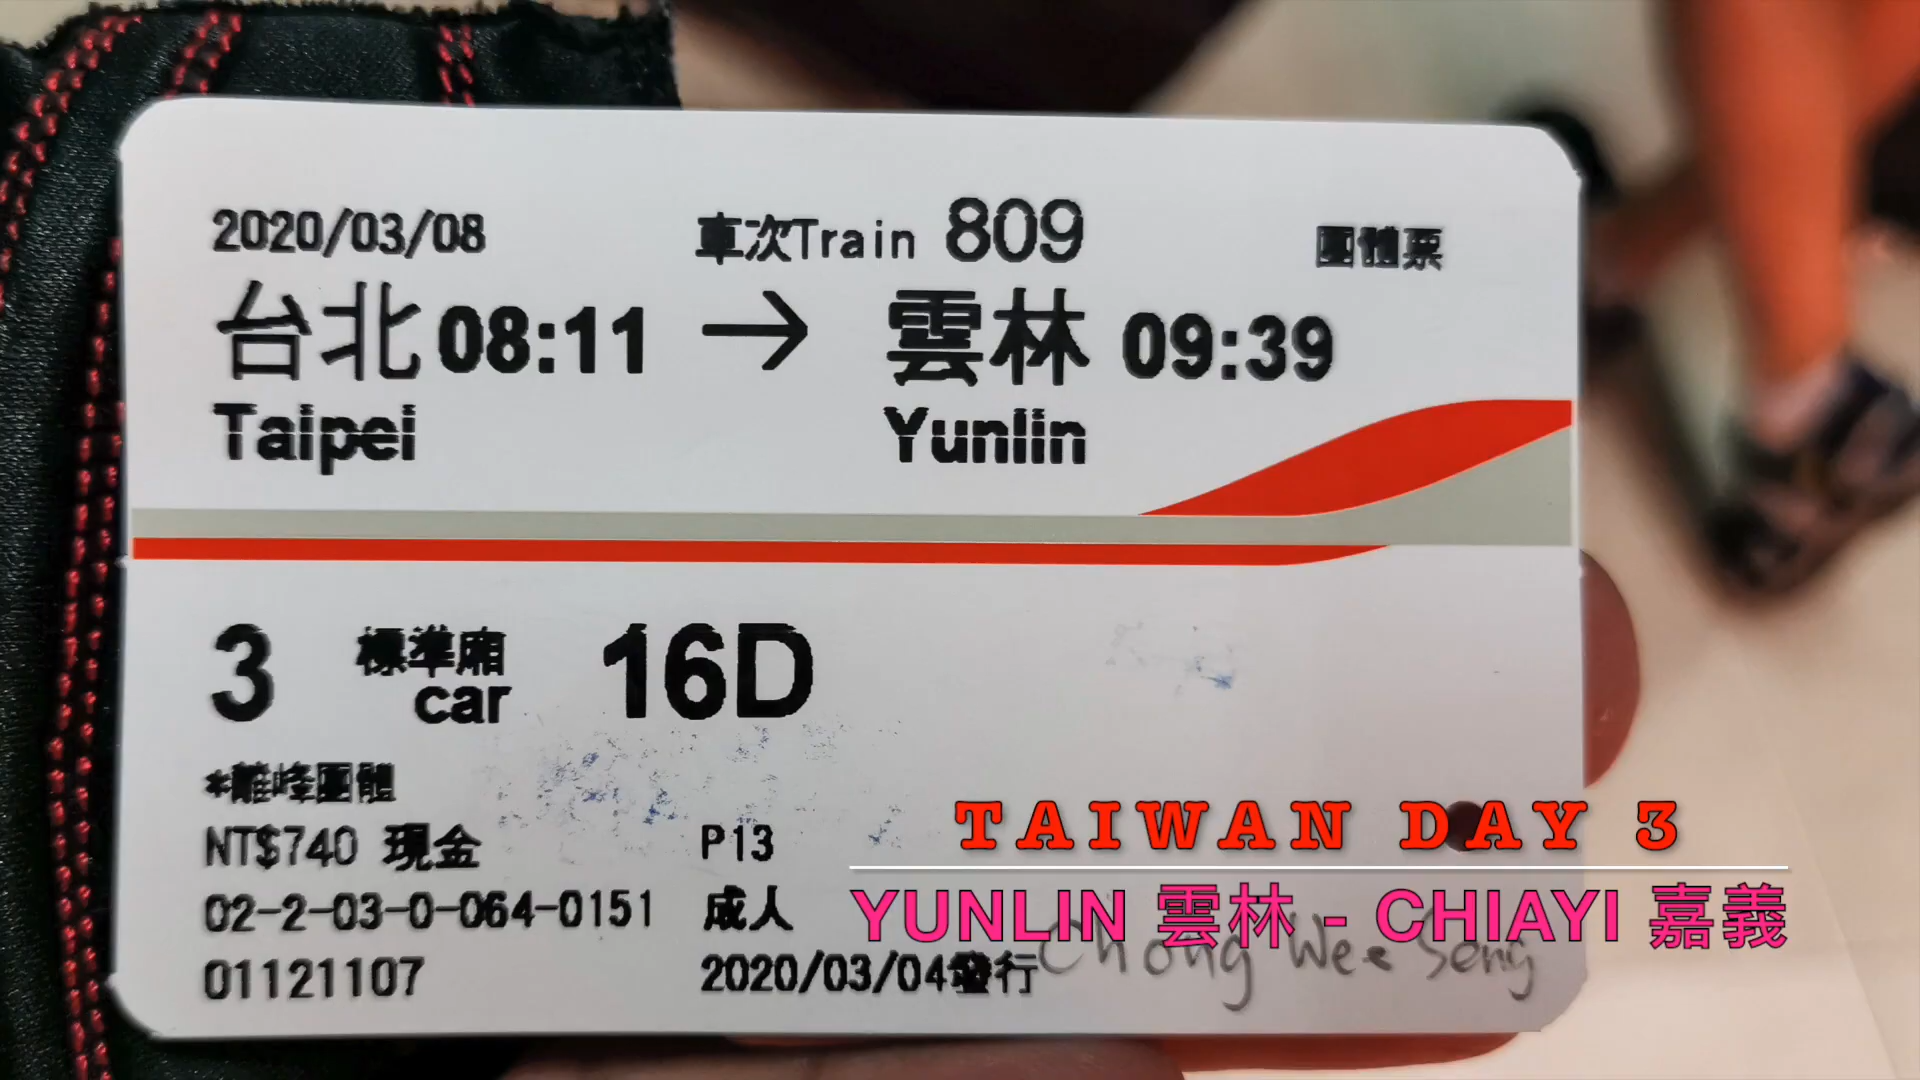 2020/03/08 車次Train 809 團體票
台北 08:11 → 雲林 09:39
Taipei Yunlin
3 標準廂 car 16D
*離峰團體
NT$740 現金 P13
02-2-03-0-064-0151 成人
01121107 2020/03/04發行
Chong Wee Seng
TAIWAN DAY 3
YUNLIN 雲林 - CHIAYI 嘉義